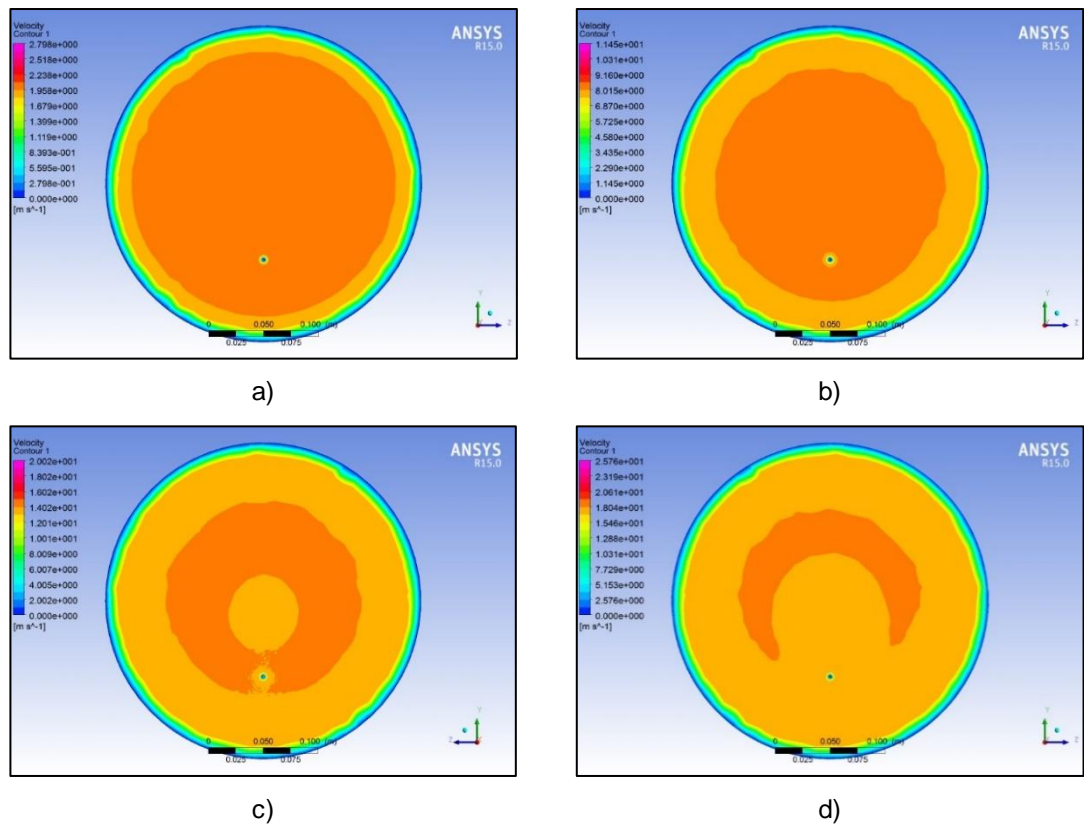 Velocity
Contour 1
2.798e+000
2.518e+000
2.238e+000
1.958e+000
1.679e+000
1.399e+000
1.119e+000
8.393e-001
5.595e-001
2.798e-001
0.000e+000
[m s^-1]
ANSYS
R15.0
0 0.050 0.100 (m)
0.025 0.075
Y
Z
a)
Velocity
Contour 1
1.145e+001
1.031e+001
9.160e+000
8.015e+000
6.870e+000
5.725e+000
4.580e+000
3.435e+000
2.290e+000
1.145e+000
0.000e+000
[m s^-1]
ANSYS
R15.0
0 0.050 0.100 (m)
0.025 0.075
Y
Z
b)
Velocity
Contour 1
2.002e+001
1.802e+001
1.602e+001
1.402e+001
1.201e+001
1.001e+001
8.009e+000
6.007e+000
4.005e+000
2.002e+000
0.000e+000
[m s^-1]
ANSYS
R15.0
0 0.050 0.100 (m)
0.025 0.075
Y
Z
c)
Velocity
Contour 1
2.576e+001
2.319e+001
2.061e+001
1.804e+001
1.546e+001
1.288e+001
1.031e+001
7.729e+000
5.153e+000
2.576e+000
0.000e+000
[m s^-1]
ANSYS
R15.0
0 0.050 0.100 (m)
0.025 0.075
Y
Z
d)